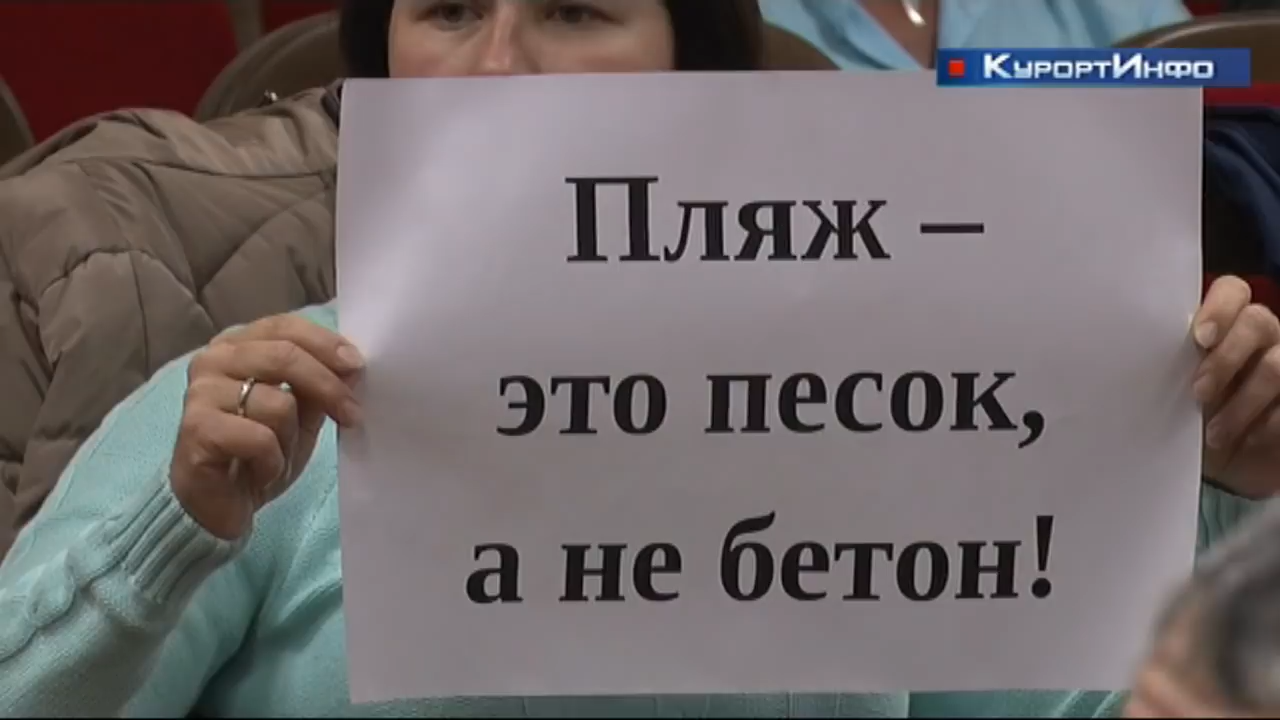 КурортИнфо
Пляж –
это песок,
а не бетон!